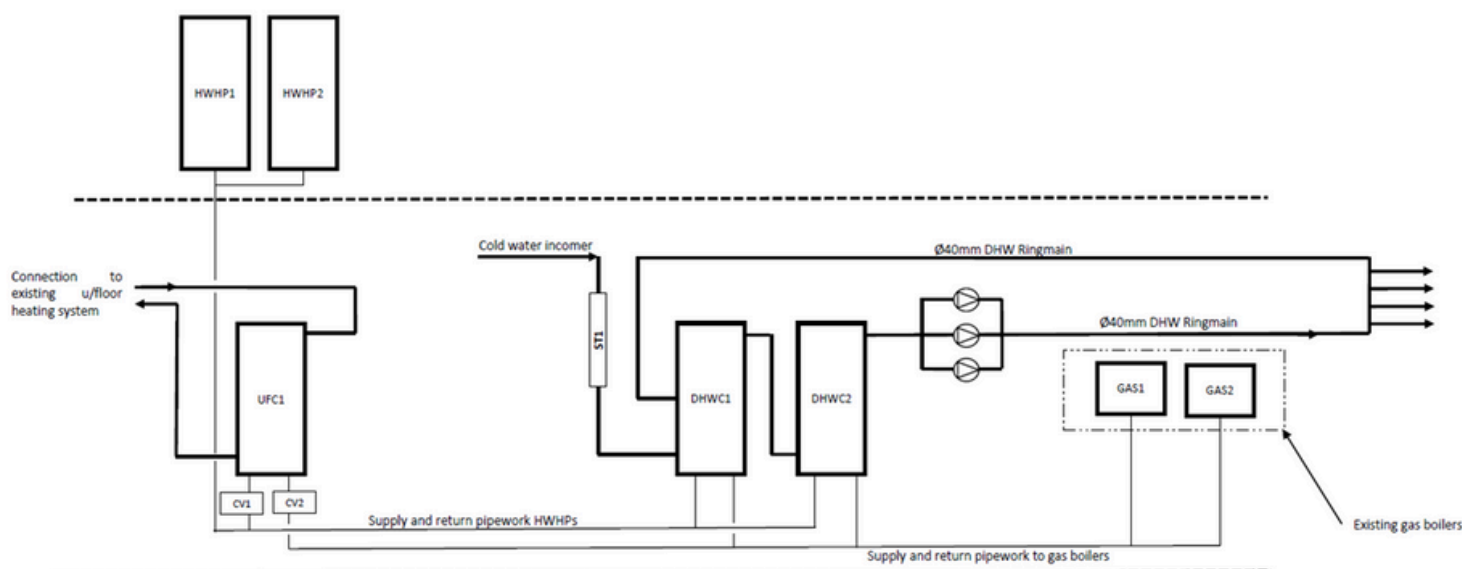 HWHP1
HWHP2
Cold water incomer
Ø40mm DHW Ringmain
Connection to
existing u/floor
heating system
Ø40mm DHW Ringmain
ST1
UFC1
DHWC1
DHWC2
GAS1
GAS2
CV1
CV2
Supply and return pipework HWHPs
Existing gas boilers
Supply and return pipework to gas boilers